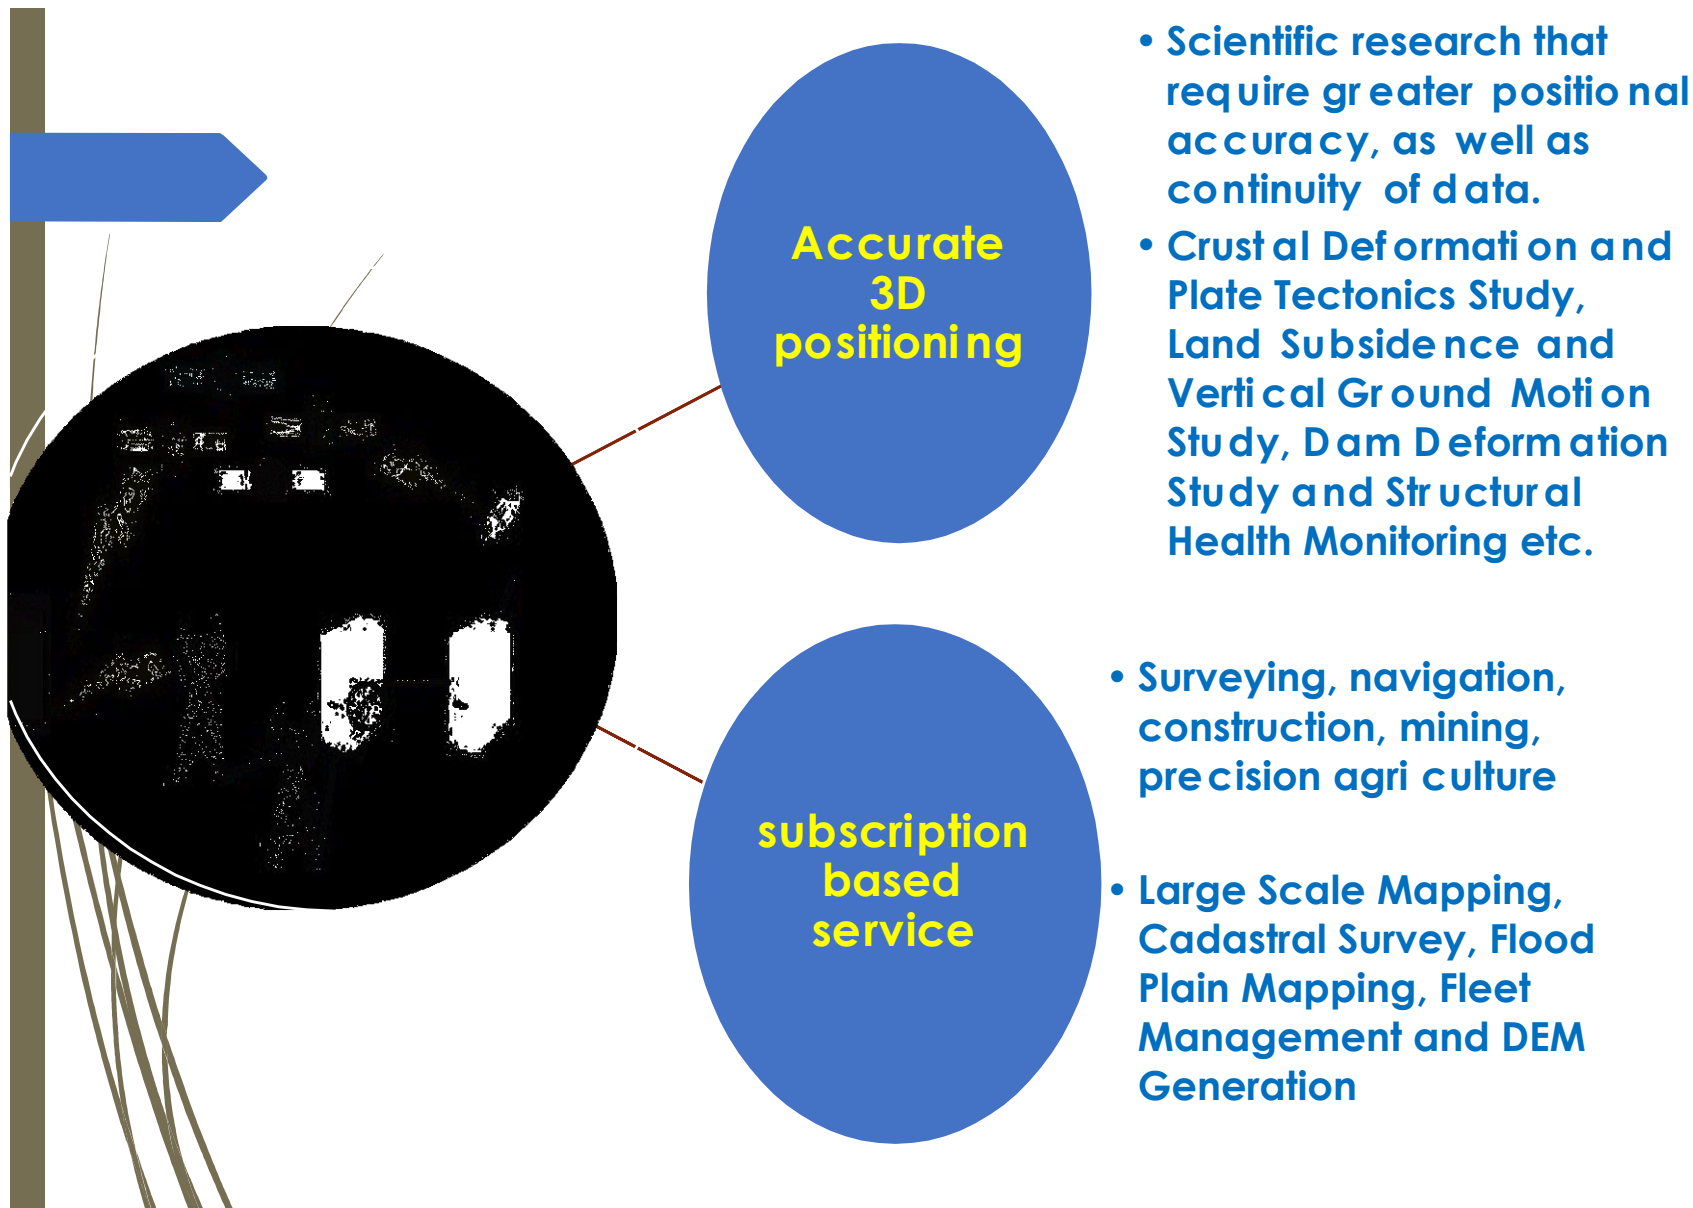 Accurate
3D
positioning
• Scientific research that
require greater positional
accuracy, as well as
continuity of data.
• Crustal Deformation and
Plate Tectonics Study,
Land Subsidence and
Vertical Ground Motion
Study, Dam Deformation
Study and Structural
Health Monitoring etc.
subscription
based
service
• Surveying, navigation,
construction, mining,
precision agri culture
• Large Scale Mapping,
Cadastral Survey, Flood
Plain Mapping, Fleet
Management and DEM
Generation